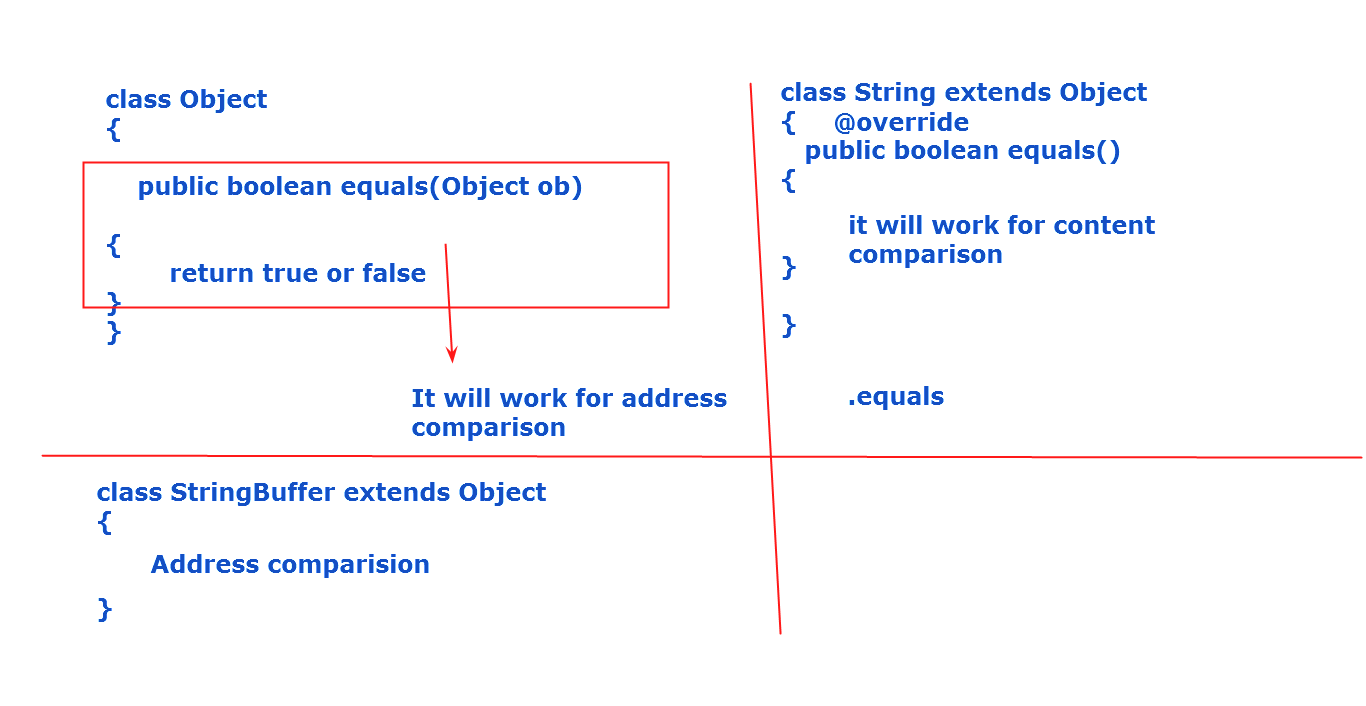 class Object
{
public boolean equals(Object ob)
{
return true or false
}
}
It will work for address
comparison
class String extends Object
{ @override
public boolean equals()
{
it will work for content
comparison
}
}
.equals
class StringBuffer extends Object
{
Address comparision
}